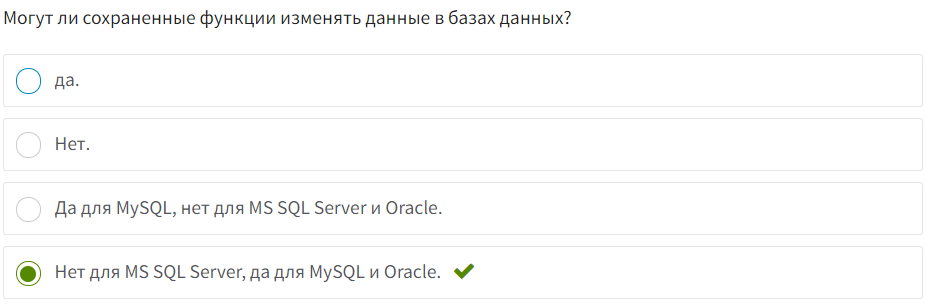 Могут ли сохраненные функции изменять данные в базах данных?
да.
Нет.
Да для MySQL, нет для MS SQL Server и Oracle.
Нет для MS SQL Server, да для MySQL и Oracle.